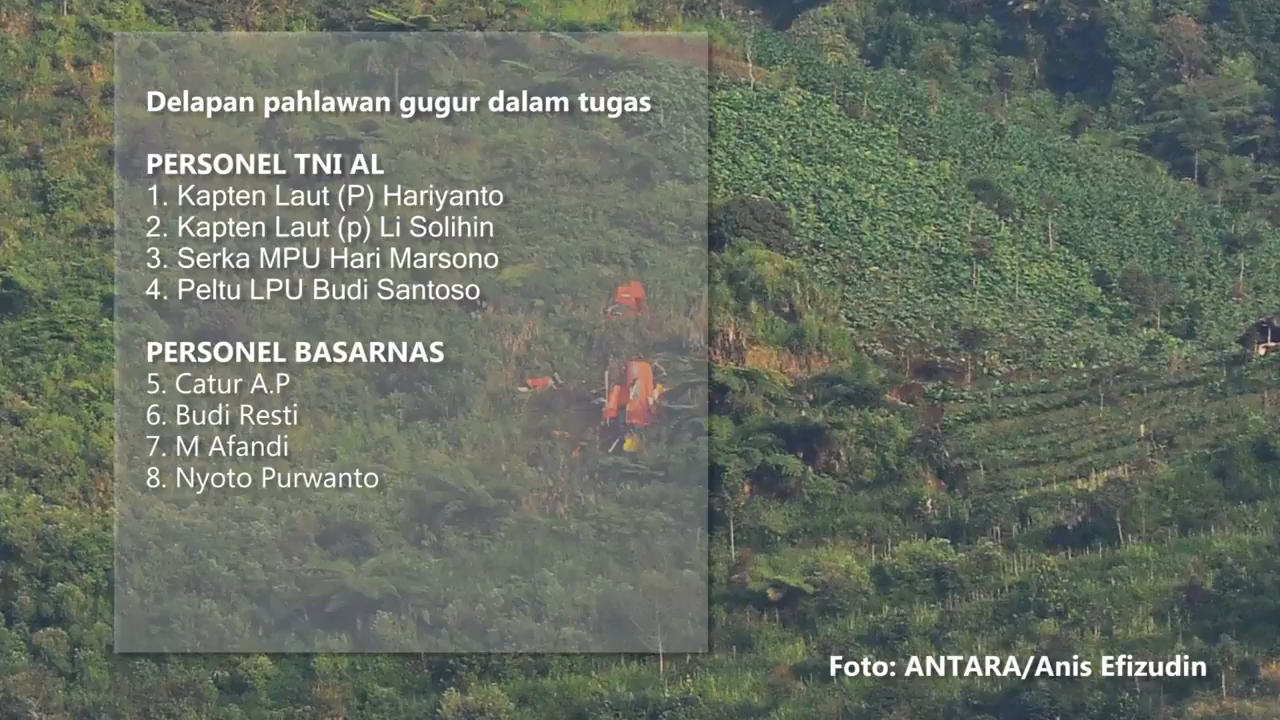 Delapan pahlawan gugur dalam tugas
PERSONEL TNI AL
1. Kapten Laut (P) Hariyanto
2. Kapten Laut (p) Li Solihin
3. Serka MPU Hari Marsono
4. Peltu LPU Budi Santoso
PERSONEL BASARNAS
5. Catur A.P
6. Budi Resti
7. M Afandi
8. Nyoto Purwanto
Foto: ANTARA/Anis Efizudin